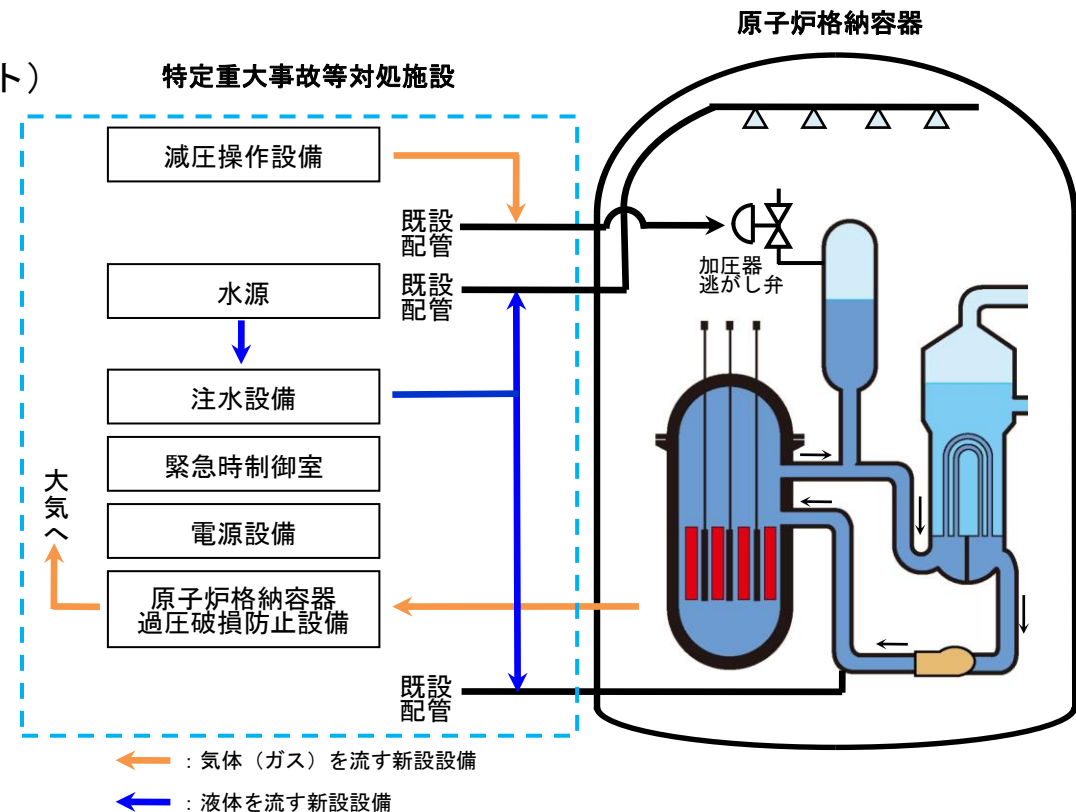 原子炉格納容器
ト)
特定重大事故等対処施設
減圧操作設備
既設
配管
加圧器
逃がし弁
水源
既設
配管
注水設備
緊急時制御室
大気へ
電源設備
原子炉格納容器
過圧破損防止設備
既設
配管
：気体（ガス）を流す新設設備
：液体を流す新設設備